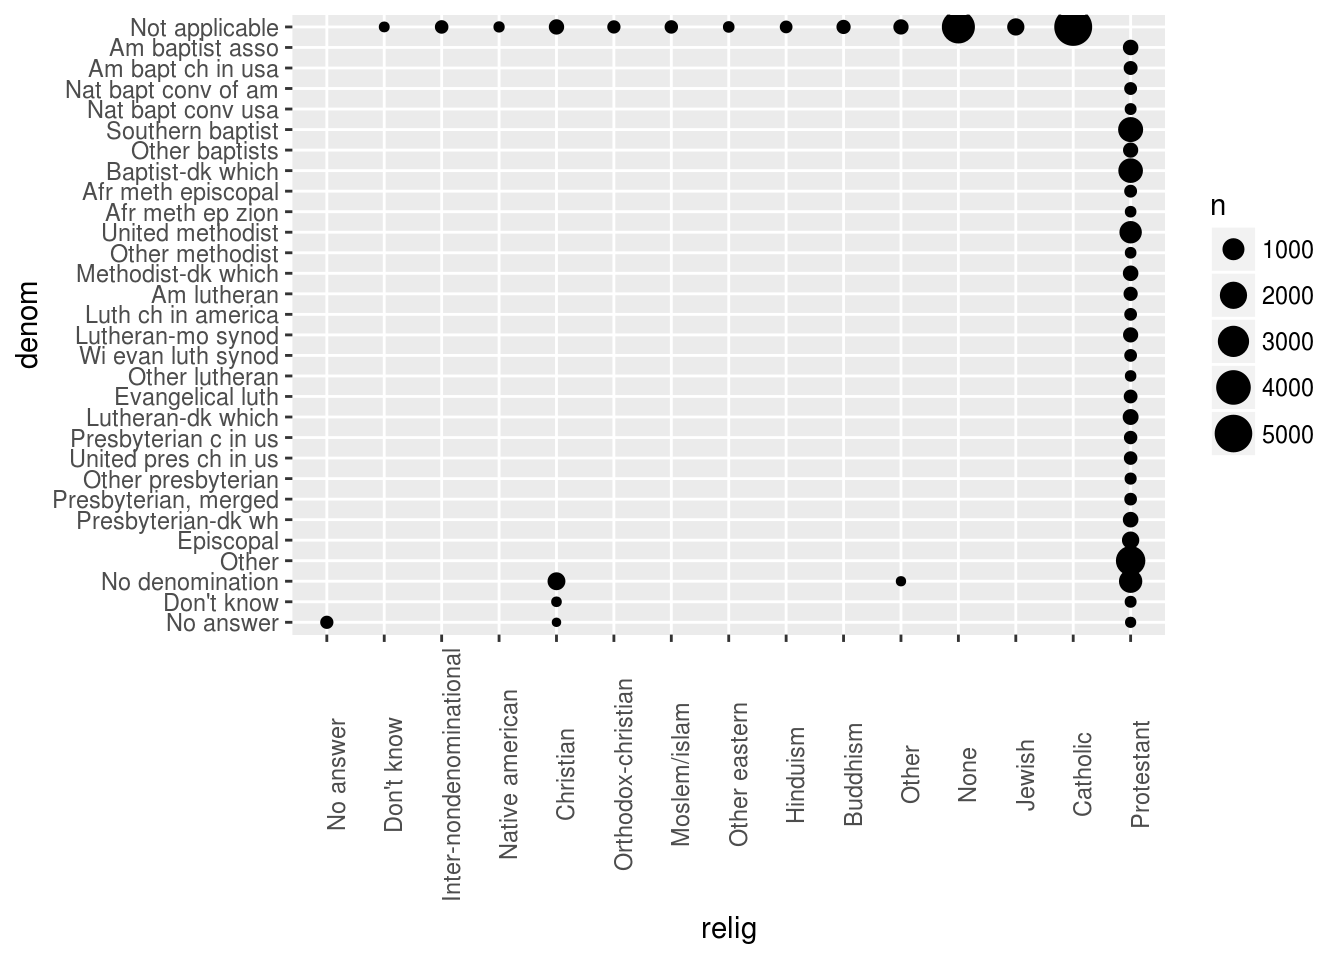 Not applicable
Am baptist asso
Am bapt ch in usa
Nat bapt conv of am
Nat bapt conv usa
Southern baptist
Other baptists
Baptist-dk which
Afr meth episcopal
Afr meth ep zion
United methodist
Other methodist
Methodist-dk which
Am lutheran
Luth ch in america
Lutheran-mo synod
Wi evan luth synod
Other lutheran
Evangelical luth
Lutheran-dk which
Presbyterian c in us
United pres ch in us
Other presbyterian
Presbyterian, merged
Presbyterian-dk wh
Episcopal
Other
No denomination
Don't know
No answer
denom
No answer
Don't know
Inter-nondenominational
Native american
Christian
Orthodox-christian
Moslem/islam
Other eastern
Hinduism
Buddhism
Other
None
Jewish
Catholic
Protestant
relig
n
1000
2000
3000
4000
5000